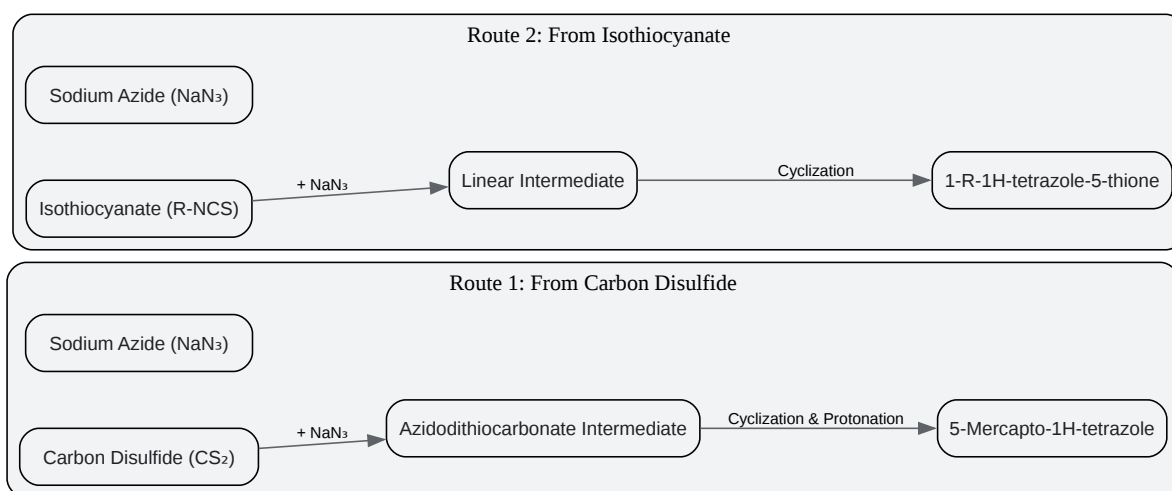 Route 2: From Isothiocyanate
Sodium Azide (NaN₃)
Isothiocyanate (R-NCS)
+ NaN₃
Linear Intermediate
Cyclization
1-R-1H-tetrazole-5-thione
Route 1: From Carbon Disulfide
Sodium Azide (NaN₃)
Carbon Disulfide (CS₂)
+ NaN₃
Azidodithiocarbonate Intermediate
Cyclization & Protonation
5-Mercapto-1H-tetrazole